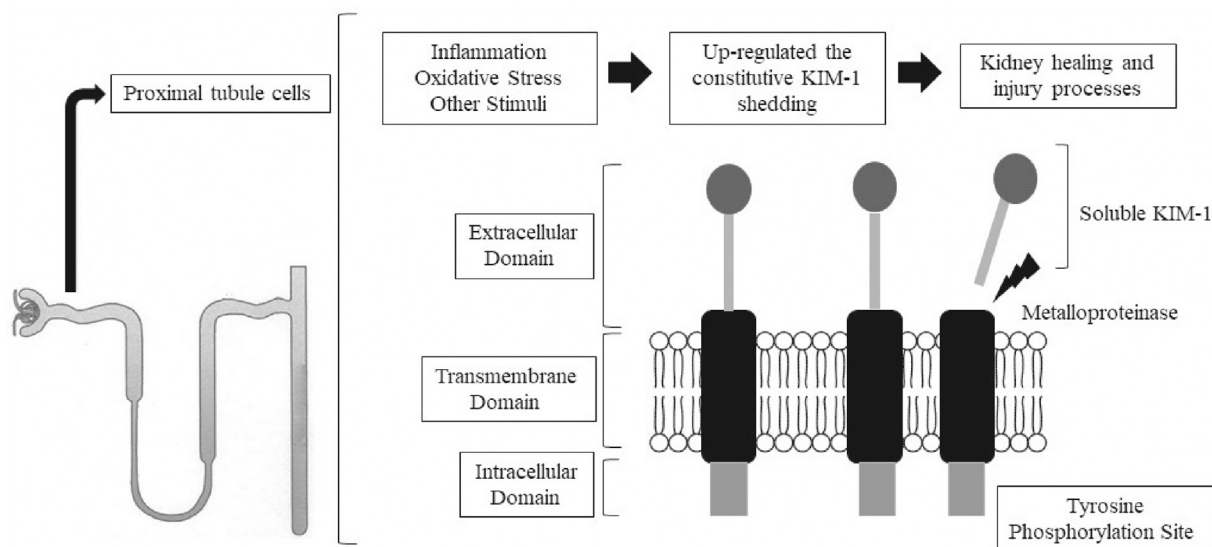 Proximal tubule cells
Inflammation
Oxidative Stress
Other Stimuli
Up-regulated the
constitutive KIM-1
shedding
Kidney healing and
injury processes
Extracellular
Domain
Soluble KIM-1
Metalloproteinase
Transmembrane
Domain
Intracellular
Domain
Tyrosine
Phosphorylation Site